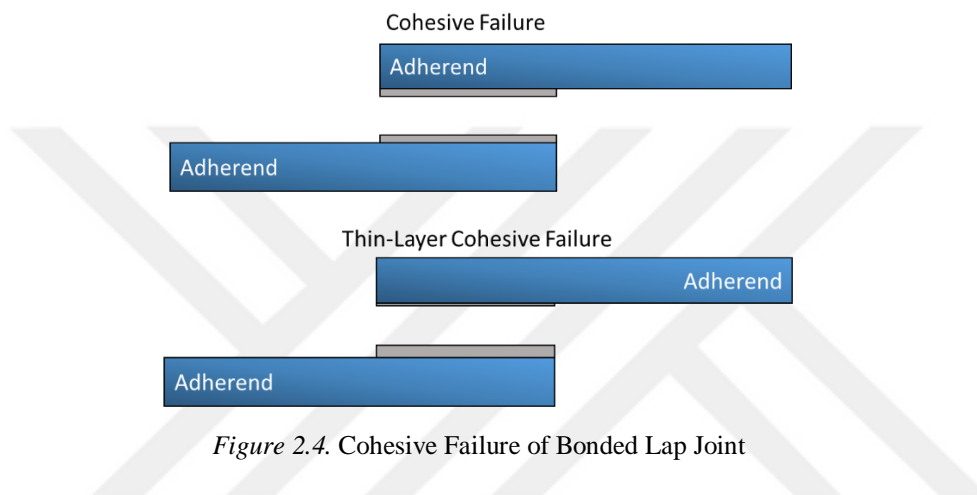 Cohesive Failure
Adherend
Adherend
Thin-Layer Cohesive Failure
Adherend
Adherend
Figure 2.4. Cohesive Failure of Bonded Lap Joint